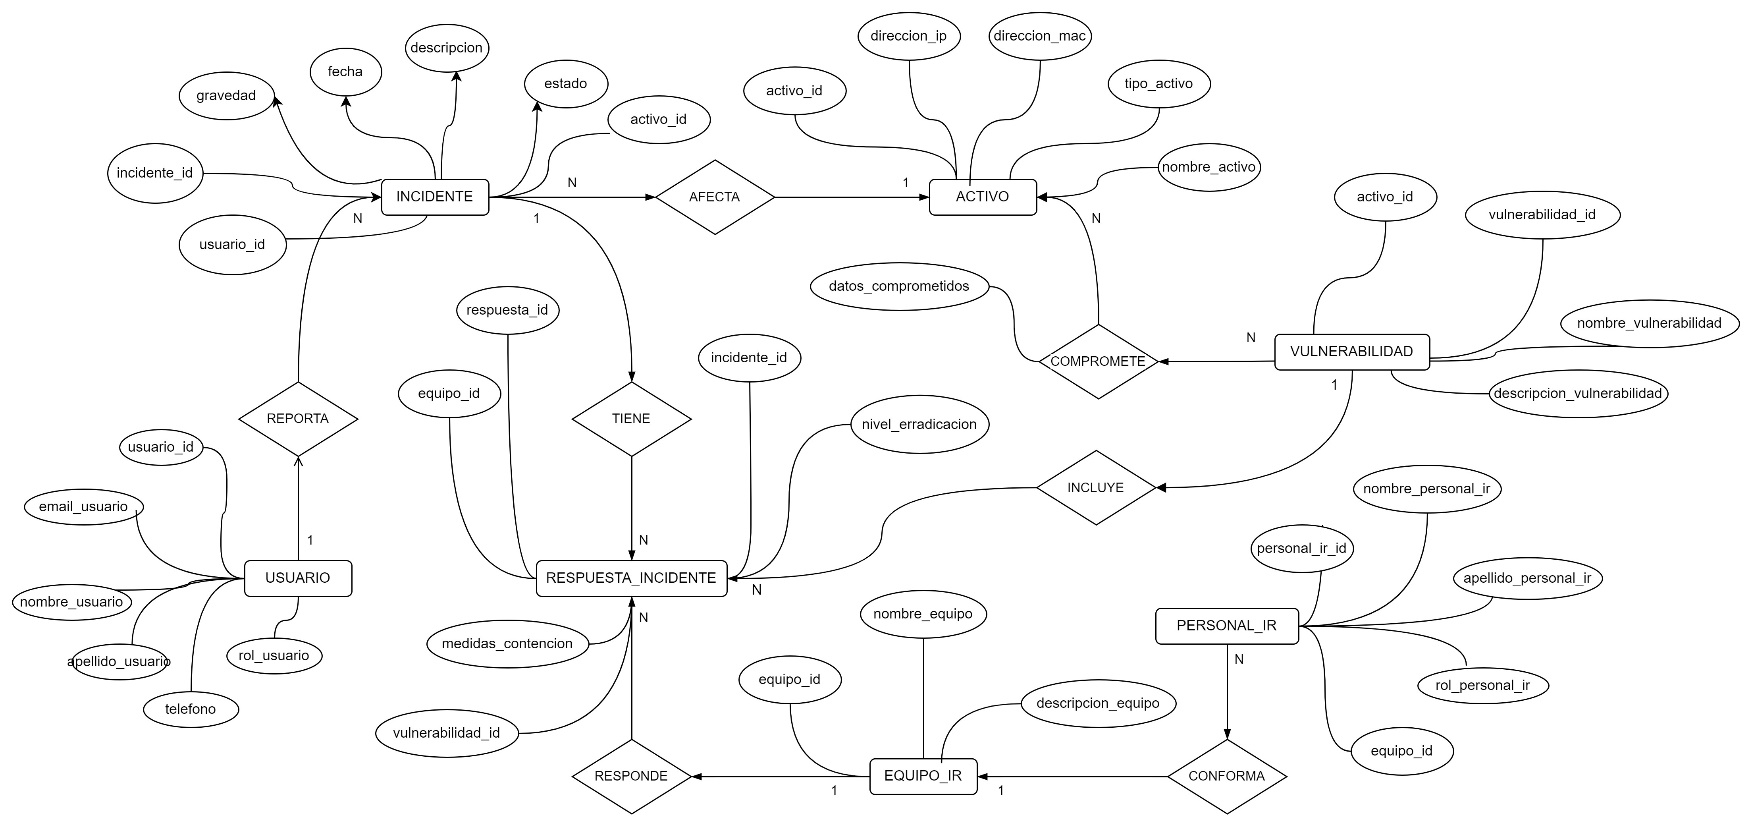 direccion_ip
direccion_mac
descripcion
fecha
estado
tipo_activo
activo_id
gravedad
activo_id
nombre_activo
incidente_id
INCIDENTE
N
AFECTA
1
ACTIVO
activo_id
vulnerabilidad_id
N
1
N
usuario_id
datos_comprometidos
respuesta_id
nombre_vulnerabilidad
incidente_id
N
VULNERABILIDAD
COMPROMETE
1
equipo_id
descripcion_vulnerabilidad
REPORTA
TIENE
nivel_erradicacion
usuario_id
INCLUYE
nombre_personal_ir
email_usuario
1
N
personal_ir_id
USUARIO
RESPUESTA_INCIDENTE
apellido_personal_ir
N
nombre_usuario
N
nombre_equipo
PERSONAL_IR
medidas_contencion
apellido_usuario
rol_usuario
N
equipo_id
rol_personal_ir
telefono
descripcion_equipo
vulnerabilidad_id
equipo_id
RESPONDE
EQUIPO_IR
CONFORMA
1
1